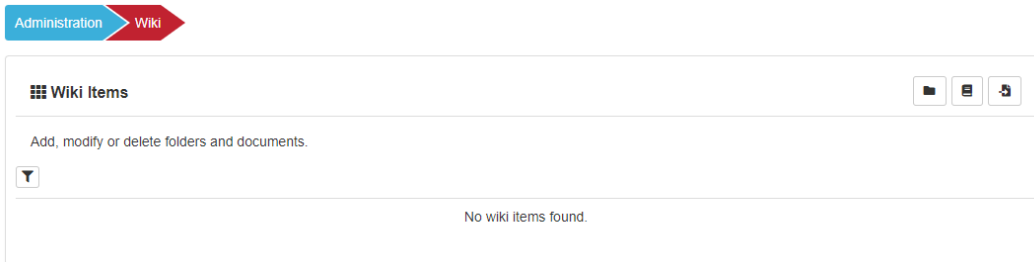 Administration
Wiki
Wiki Items
Add, modify or delete folders and documents.
No wiki items found.